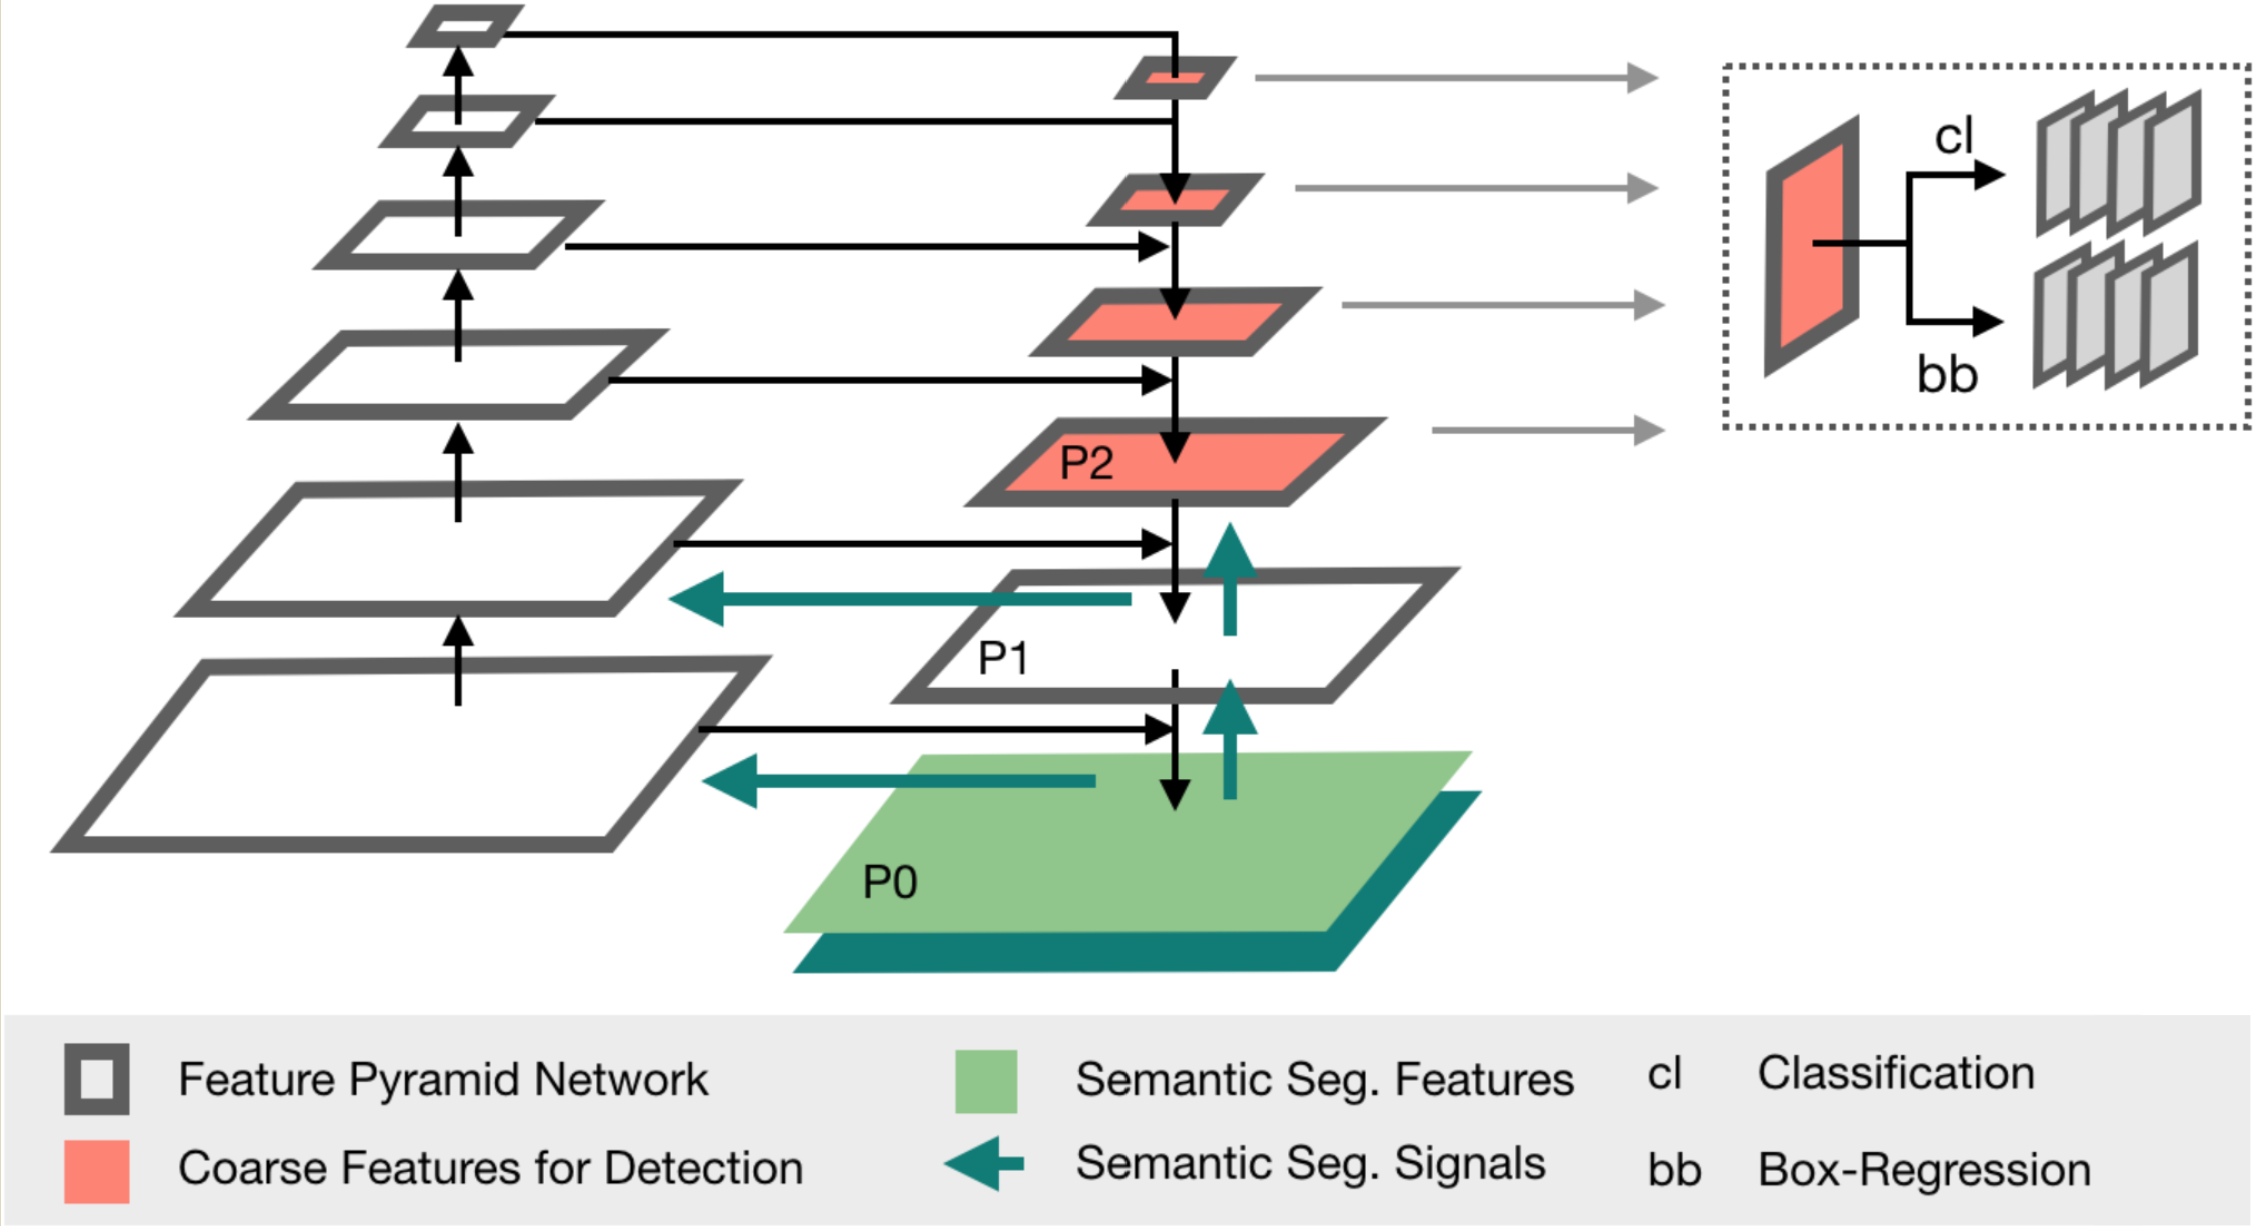 cl
bb
P2
P1
P0
Feature Pyramid Network
Coarse Features for Detection
Semantic Seg. Features
Semantic Seg. Signals
cl Classification
bb Box-Regression